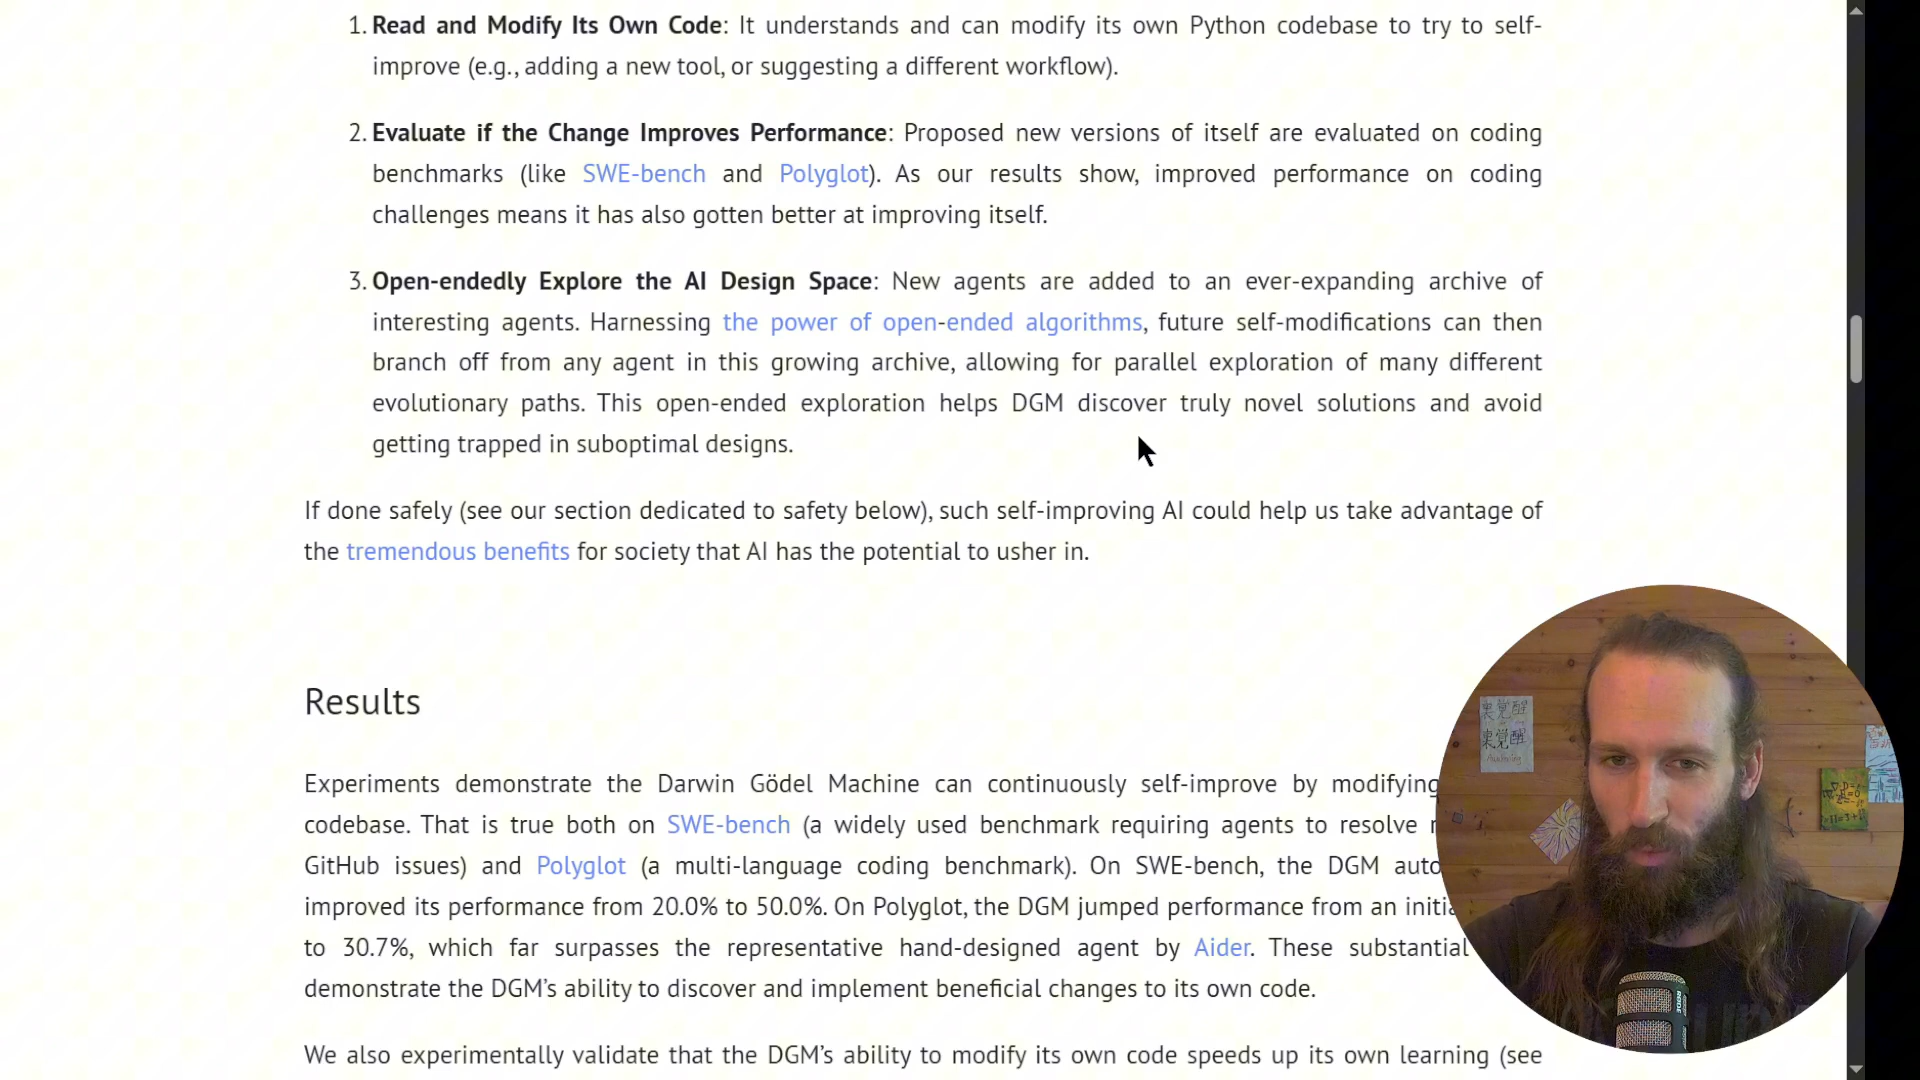 1. Read and Modify Its Own Code: It understands and can modify its own Python codebase to try to self-
improve (e.g., adding a new tool, or suggesting a different workflow).
2. Evaluate if the Change Improves Performance: Proposed new versions of itself are evaluated on coding
benchmarks (like SWE-bench and Polyglot). As our results show, improved performance on coding
challenges means it has also gotten better at improving itself.
3. Open-endedly Explore the AI Design Space: New agents are added to an ever-expanding archive of
interesting agents. Harnessing the power of open-ended algorithms, future self-modifications can then
branch off from any agent in this growing archive, allowing for parallel exploration of many different
evolutionary paths. This open-ended exploration helps DGM discover truly novel solutions and avoid
getting trapped in suboptimal designs.
If done safely (see our section dedicated to safety below), such self-improving AI could help us take advantage of
the tremendous benefits for society that AI has the potential to usher in.
Results
Experiments demonstrate the Darwin Gödel Machine can continuously self-improve by modifying
codebase. That is true both on SWE-bench (a widely used benchmark requiring agents to resolve
GitHub issues) and Polyglot (a multi-language coding benchmark). On SWE-bench, the DGM auto
improved its performance from 20.0% to 50.0%. On Polyglot, the DGM jumped performance from an initi
to 30.7%, which far surpasses the representative hand-designed agent by Aider. These substantial
demonstrate the DGM's ability to discover and implement beneficial changes to its own code.
We also experimentally validate that the DGM's ability to modify its own code speeds up its own learning (see
裏覚醒
裏覚醒
Awakening
RODE